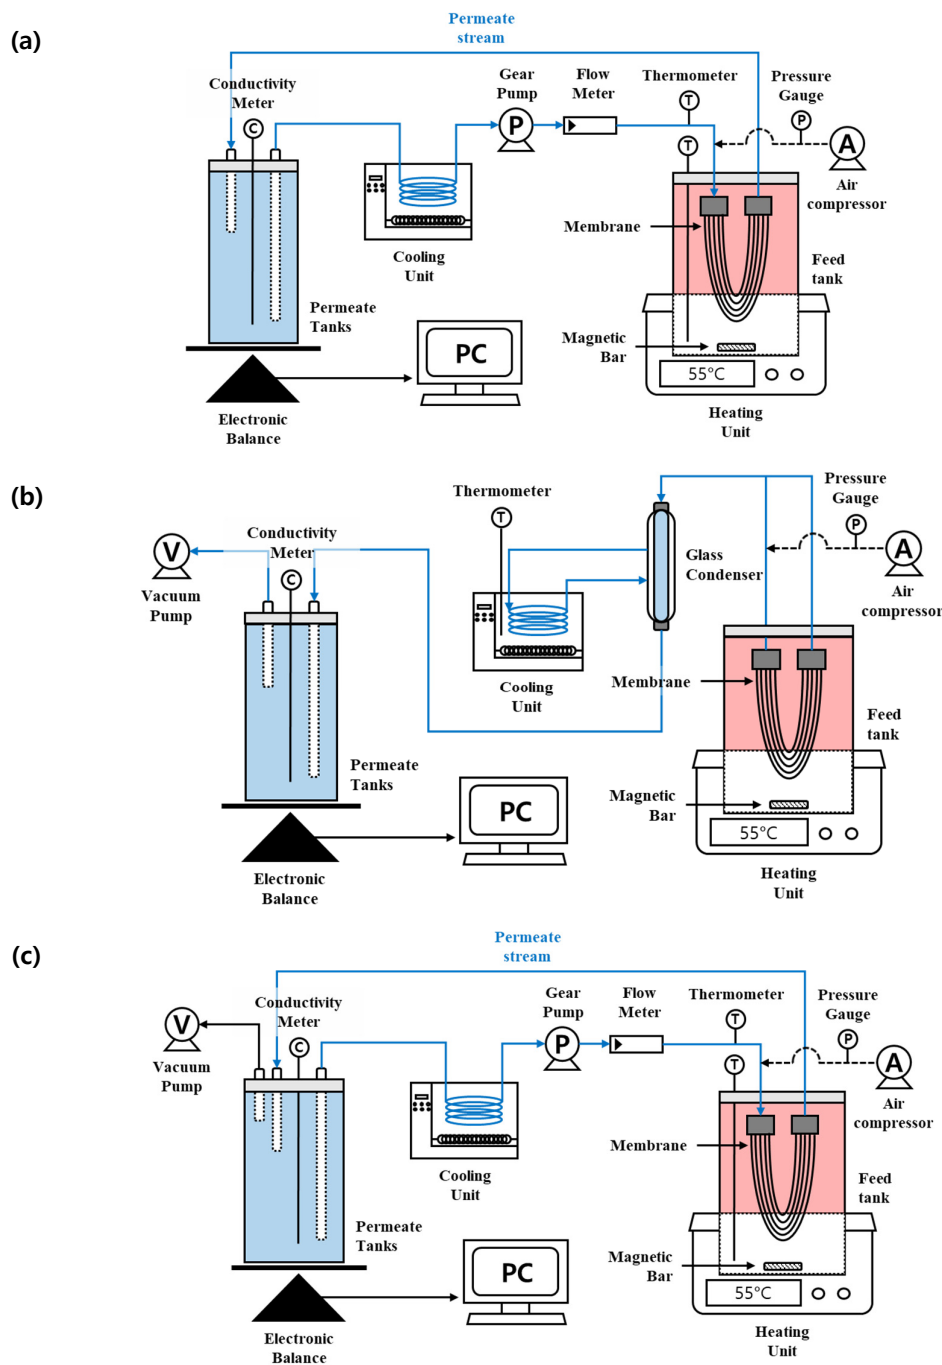 (a)
Permeate
stream
Conductivity
Meter
C
Gear
Pump
P
Flow
Meter
Thermometer
T
T
Pressure
Gauge
P
A
Air
compressor
Cooling
Unit
Membrane
Feed
tank
Permeate
Tanks
Magnetic
Bar
PC
55°C
Electronic
Balance
Heating
Unit
(b)
Thermometer
T
Pressure
Gauge
P
A
Air
compressor
Conductivity
Meter
C
V
Vacuum
Pump
Glass
Condenser
Cooling
Unit
Membrane
Feed
tank
Permeate
Tanks
Magnetic
Bar
PC
55°C
Electronic
Balance
Heating
Unit
(c)
Permeate
stream
Conductivity
Meter
C
V
Vacuum
Pump
Gear
Pump
P
Flow
Meter
Thermometer
T
T
Pressure
Gauge
P
A
Air
compressor
Cooling
Unit
Membrane
Feed
tank
Permeate
Tanks
Magnetic
Bar
PC
55°C
Electronic
Balance
Heating
Unit